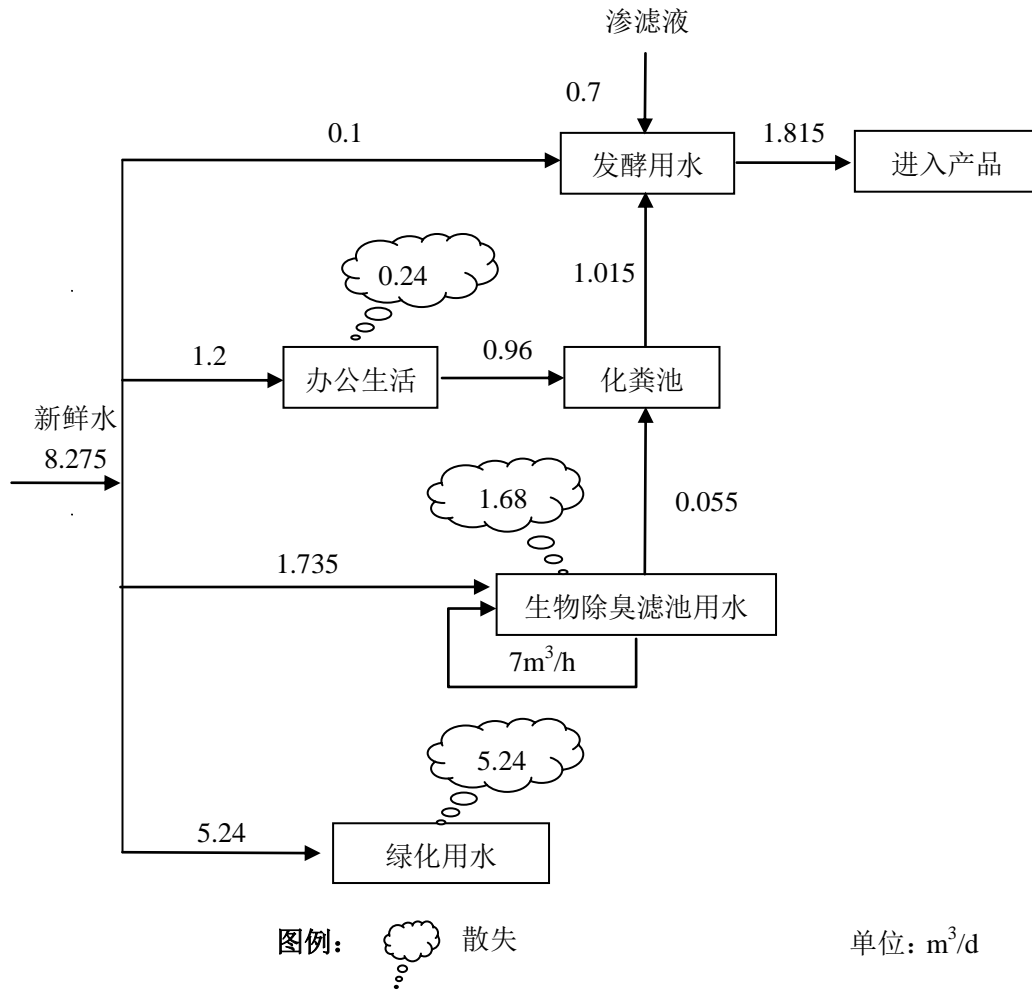 渗滤液
0.7
0.1
1.815
发酵用水
进入产品
0.24
1.015
1.2
0.96
办公生活
化粪池
新鲜水
8.275
1.68
0.055
1.735
生物除臭滤池用水
7m³/h
5.24
5.24
绿化用水
图例： 散失 单位：m³/d